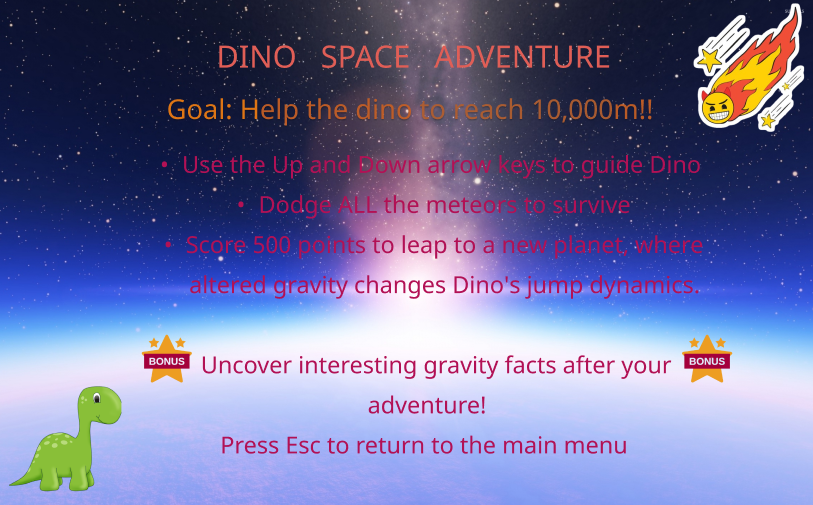 DINO SPACE ADVENTURE
Goal: Help the dino to reach 10,000m!!
• Use the Up and Down arrow keys to guide Dino
• Dodge ALL the meteors to survive
• Score 500 points to leap to a new planet, where
altered gravity changes Dino's jump dynamics.
BONUS Uncover interesting gravity facts after your BONUS
adventure!
Press Esc to return to the main menu